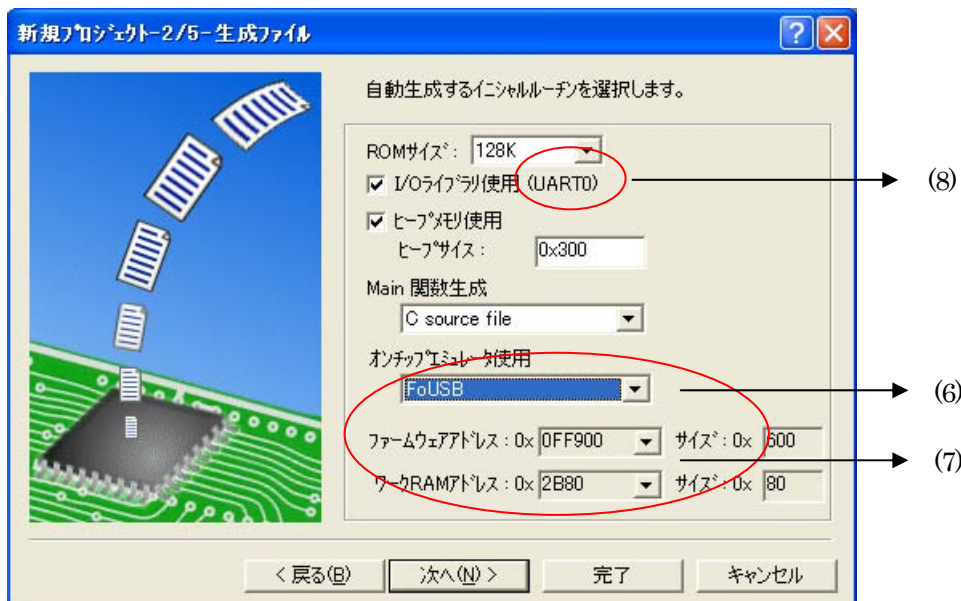 新規プロジェクト-2/5-生成ファイル
自動生成するイニシャルルーチンを選択します。
ROMサイズ: 128K
I/Oライブラリ使用 (UART0)
(8)
ヒープメモリ使用
ヒープサイズ: 0x300
Main 関数生成
C source file
オンチップエミュレータ使用
FoUSB
(6)
ファームウェアアドレス : 0x 0FF900 サイズ : 0x 600
(7)
ワークRAMアドレス : 0x 2B80 サイズ : 0x 80
< 戻る(B) 次へ(N) > 完了 キャンセル